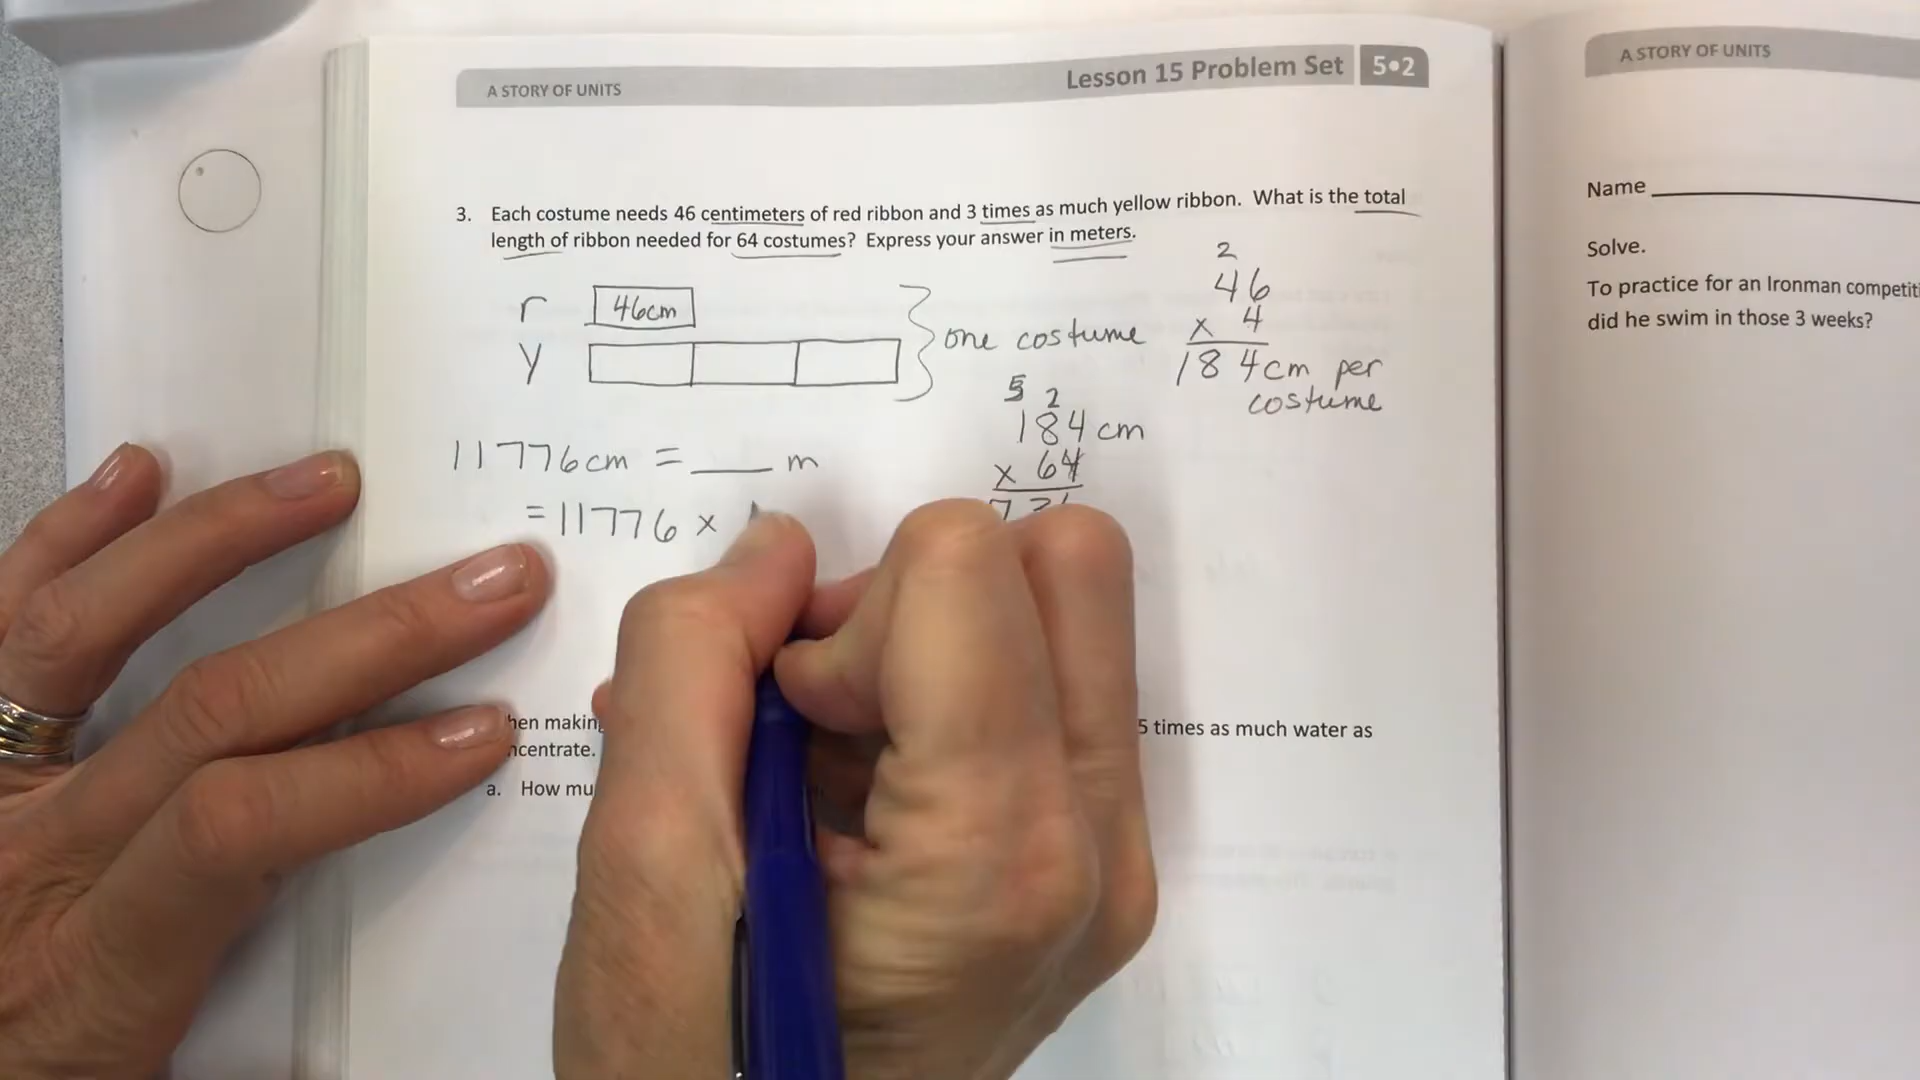 A STORY OF UNITS
Lesson 15 Problem Set 5•2
3. Each costume needs 46 centimeters of red ribbon and 3 times as much yellow ribbon. What is the total
length of ribbon needed for 64 costumes? Express your answer in meters.
r 46cm
y
one costume
2
46
x 4
184cm per
costume
5 2
184 cm
x 64
11776cm = ___ m
= 11776 x
5 times as much water as
a. How
A STORY OF UNITS
Name
Solve.
To practice for an Ironman
did he swim in those 3 weeks?